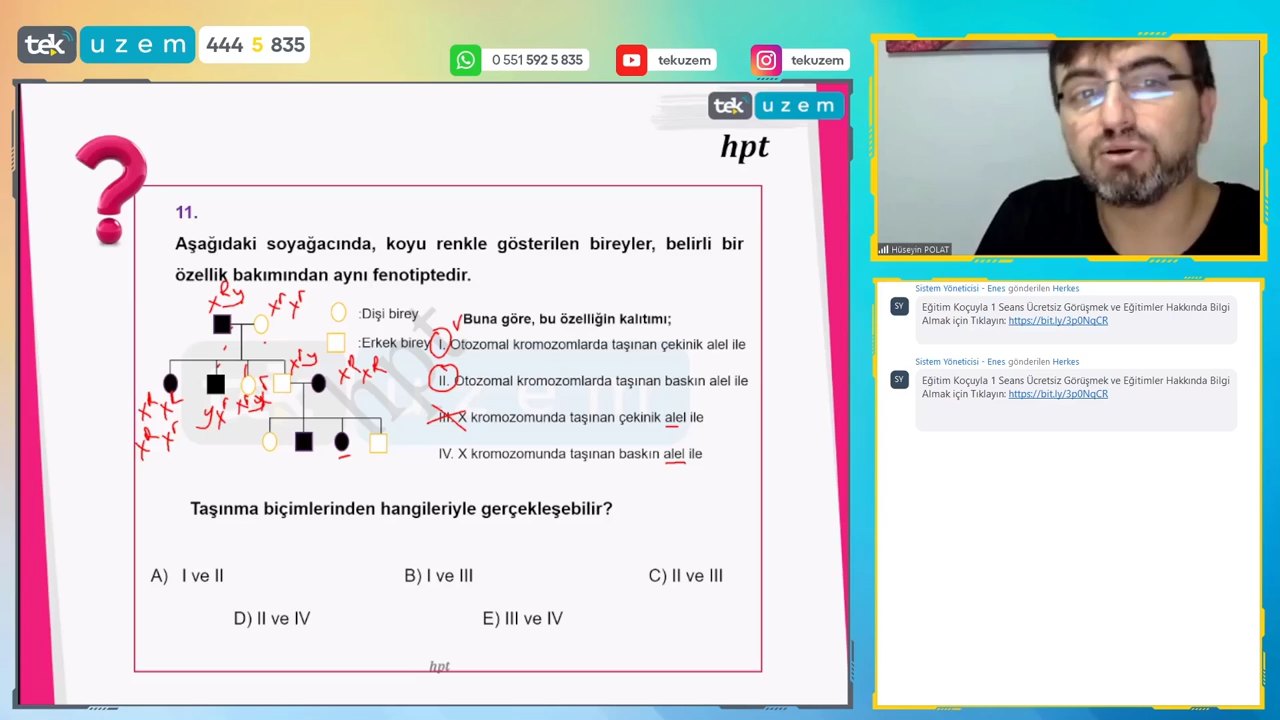 tek uzem 444 5 835
0 551 592 5 835
tekuzem
tekuzem
tek uzem
hpt
11.
Aşağıdaki soyağacında, koyu renkle gösterilen bireyler, belirli bir
özellik bakımından aynı fenotiptedir.
:Dişi birey
:Erkek birey
Buna göre, bu özelliğin kalıtımı;
I. Otozomal kromozomlarda taşınan çekinik alel ile
II. Otozomal kromozomlarda taşınan baskın alel ile
III. X kromozomunda taşınan çekinik alel ile
IV. X kromozomunda taşınan baskın alel ile
Taşınma biçimlerinden hangileriyle gerçekleşebilir?
A) I ve II
B) I ve III
C) II ve III
D) II ve IV
E) III ve IV
hpt
Hüseyin POLAT
Sistem Yöneticisi - Enes gönderilen Herkes
SY
Eğitim Koçuyla 1 Seans Ücretsiz Görüşmek ve Eğitimler Hakkında Bilgi
Almak için Tıklayın: https://bit.ly/3p0NqCR
Sistem Yöneticisi - Enes gönderilen Herkes
SY
Eğitim Koçuyla 1 Seans Ücretsiz Görüşmek ve Eğitimler Hakkında Bilgi
Almak için Tıklayın: https://bit.ly/3p0NqCR